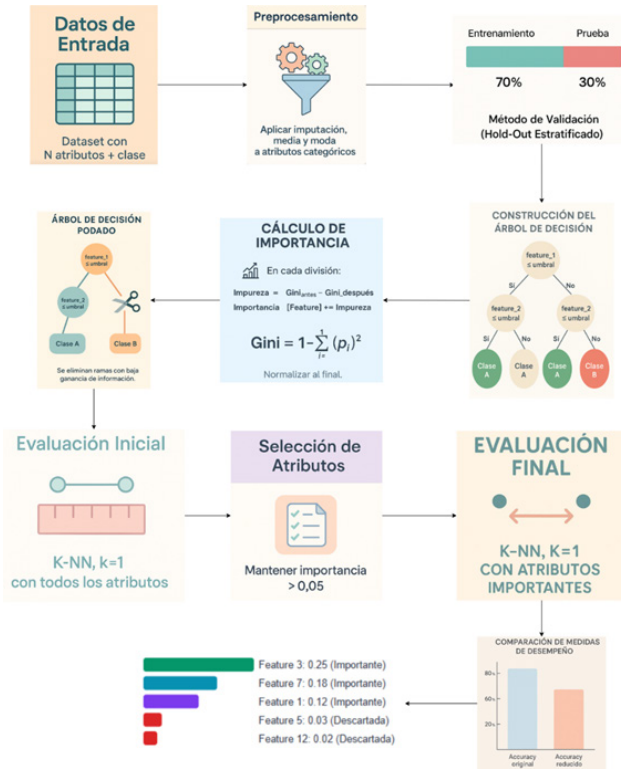 Datos de
Entrada
Dataset con
N atributos + clase
Preprocesamiento
Aplicar imputación,
media y moda
a atributos categóricos
Entrenamiento
Prueba
70%
30%
Método de Validación
(Hold-Out Estratificado)
CONSTRUCCIÓN DEL
ÁRBOL DE DECISIÓN
feature_1
≤ umbral
Sí
No
feature_2
≤ umbral
feature_2
≤ umbral
Sí
No
Sí
No
Clase
A
Clase
A
Clase
A
Clase
B
CÁLCULO DE
IMPORTANCIA
En cada división:
Impureza = Gini antes – Gini_después
Importancia [Feature] += Impureza
Gini = 1–∑(pᵢ)²
Normalizar al final.
ÁRBOL DE DECISIÓN
PODADO
feature_1
≤ umbral
feature_2
≤ umbral
Clase A
Clase B
Se eliminan ramas con baja
ganancia de información.
Evaluación Inicial
K-NN, k=1
con todos los atributos
Selección de
Atributos
Mantener importancia
> 0,05
EVALUACIÓN
FINAL
K–NN, K=1
CON ATRIBUTOS
IMPORTANTES
COMPARACIÓN DE MEDIDAS
DE DESEMPEÑO
Accuracy
original
Accuracy
reducido
Feature 3: 0.25 (Importante)
Feature 7: 0.18 (Importante)
Feature 1: 0.12 (Importante)
Feature 5: 0.03 (Descartada)
Feature 12: 0.02 (Descartada)